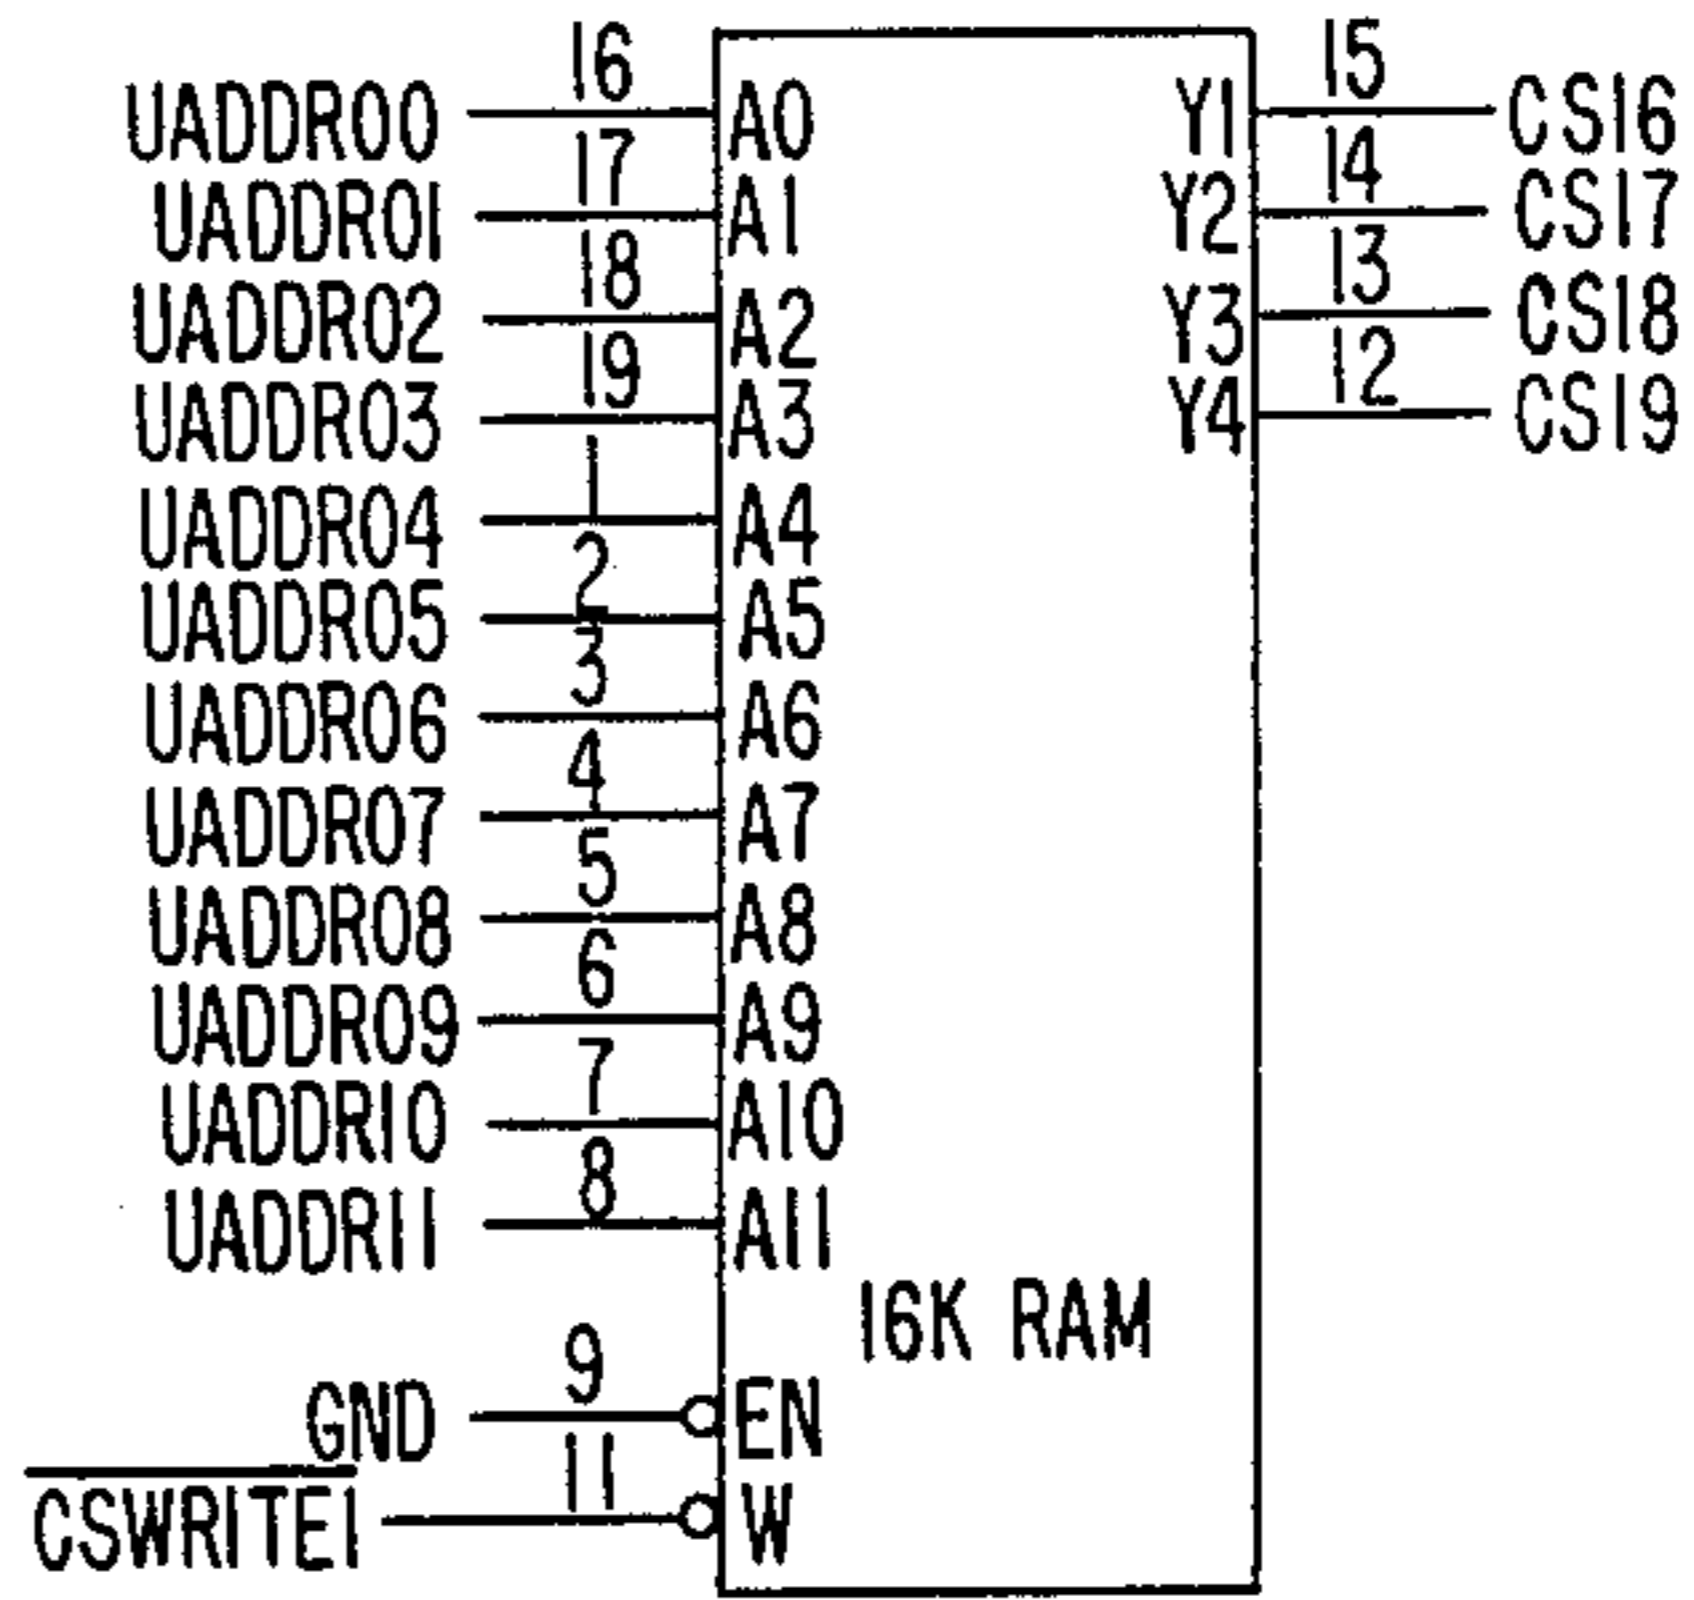 16 15
UADDR00 A0 Y1 CS16
17 14
UADDR01 A1 Y2 CS17
18 13
UADDR02 A2 Y3 CS18
19 12
UADDR03 A3 Y4 CS19
1
UADDR04 A4
2
UADDR05 A5
3
UADDR06 A6
4
UADDR07 A7
5
UADDR08 A8
6
UADDR09 A9
7
UADDR10 A10
8
UADDR11 A11
16K RAM
9
GND EN
11
CSWRITE1 W